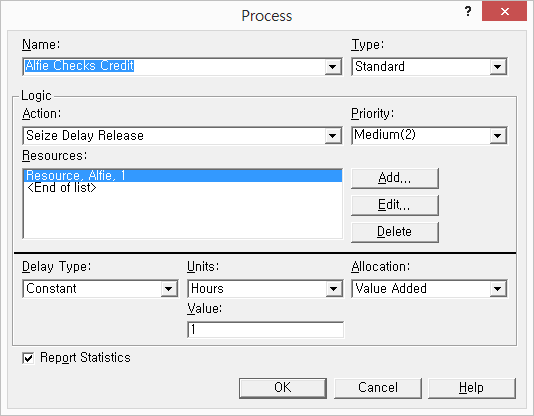 Process
? X
Name: Type:
Alfie Checks Credit Standard
Logic
Action: Priority:
Seize Delay Release Medium(2)
Resources:
Resource, Alfie, 1
<End of list>
Add...
Edit...
Delete
Delay Type: Units: Allocation:
Constant Hours Value Added
Value:
1
Report Statistics
OK Cancel Help